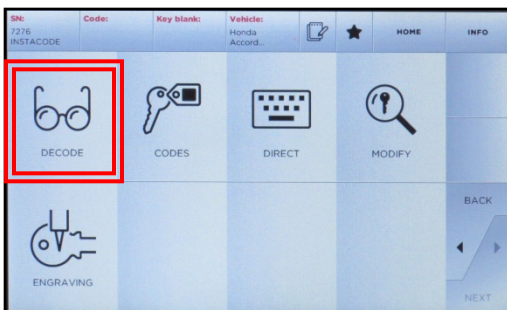 SN:
7276
INSTACODE
Code:
Key blank:
Vehicle:
Honda
Accord...
HOME
INFO
DECODE
CODES
DIRECT
MODIFY
BACK
ENGRAVING
NEXT